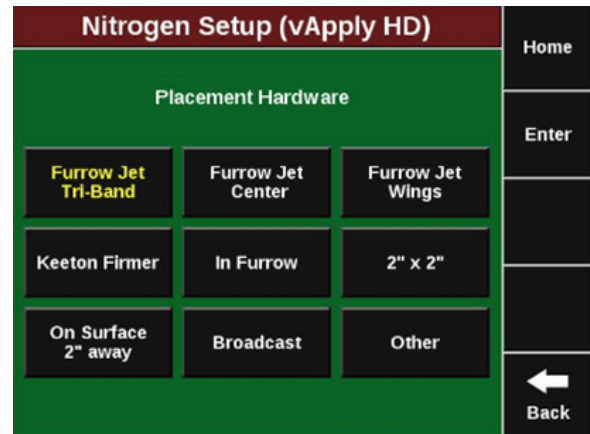 Nitrogen Setup (vApply HD)
Home
Placement Hardware
Enter
Furrow Jet
Tri-Band
Furrow Jet
Center
Furrow Jet
Wings
Keeton Firmer
In Furrow
2" x 2"
On Surface
2" away
Broadcast
Other
Back